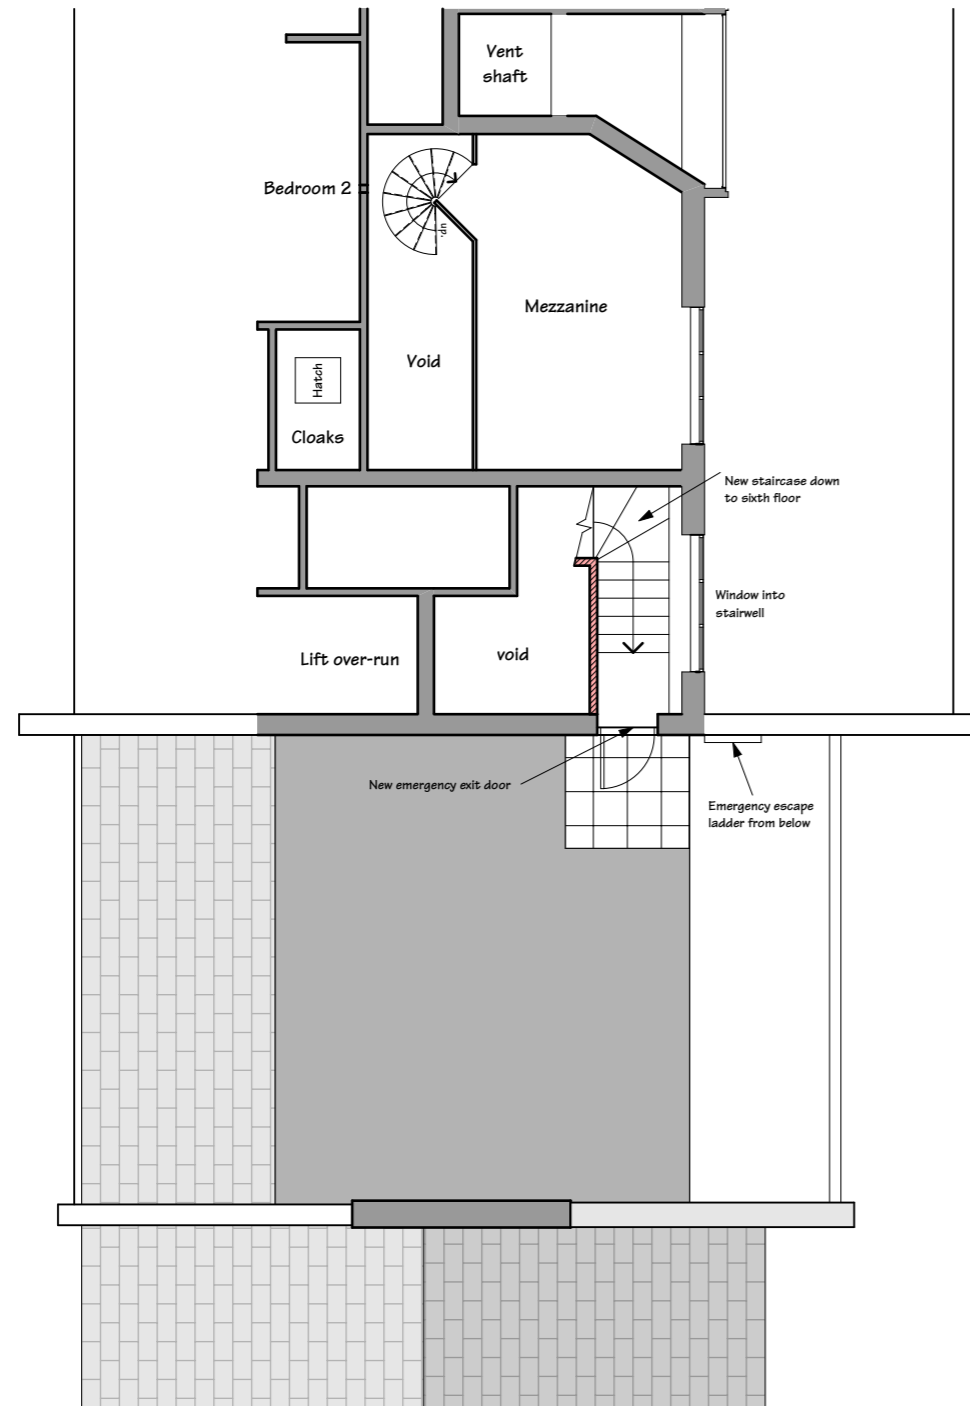 Vent
shaft
Bedroom 2
up.
Mezzanine
Void
Hatch
Cloaks
New staircase down
to sixth floor
Window into
stairwell
Lift over-run
void
New emergency exit door
Emergency escape
ladder from below